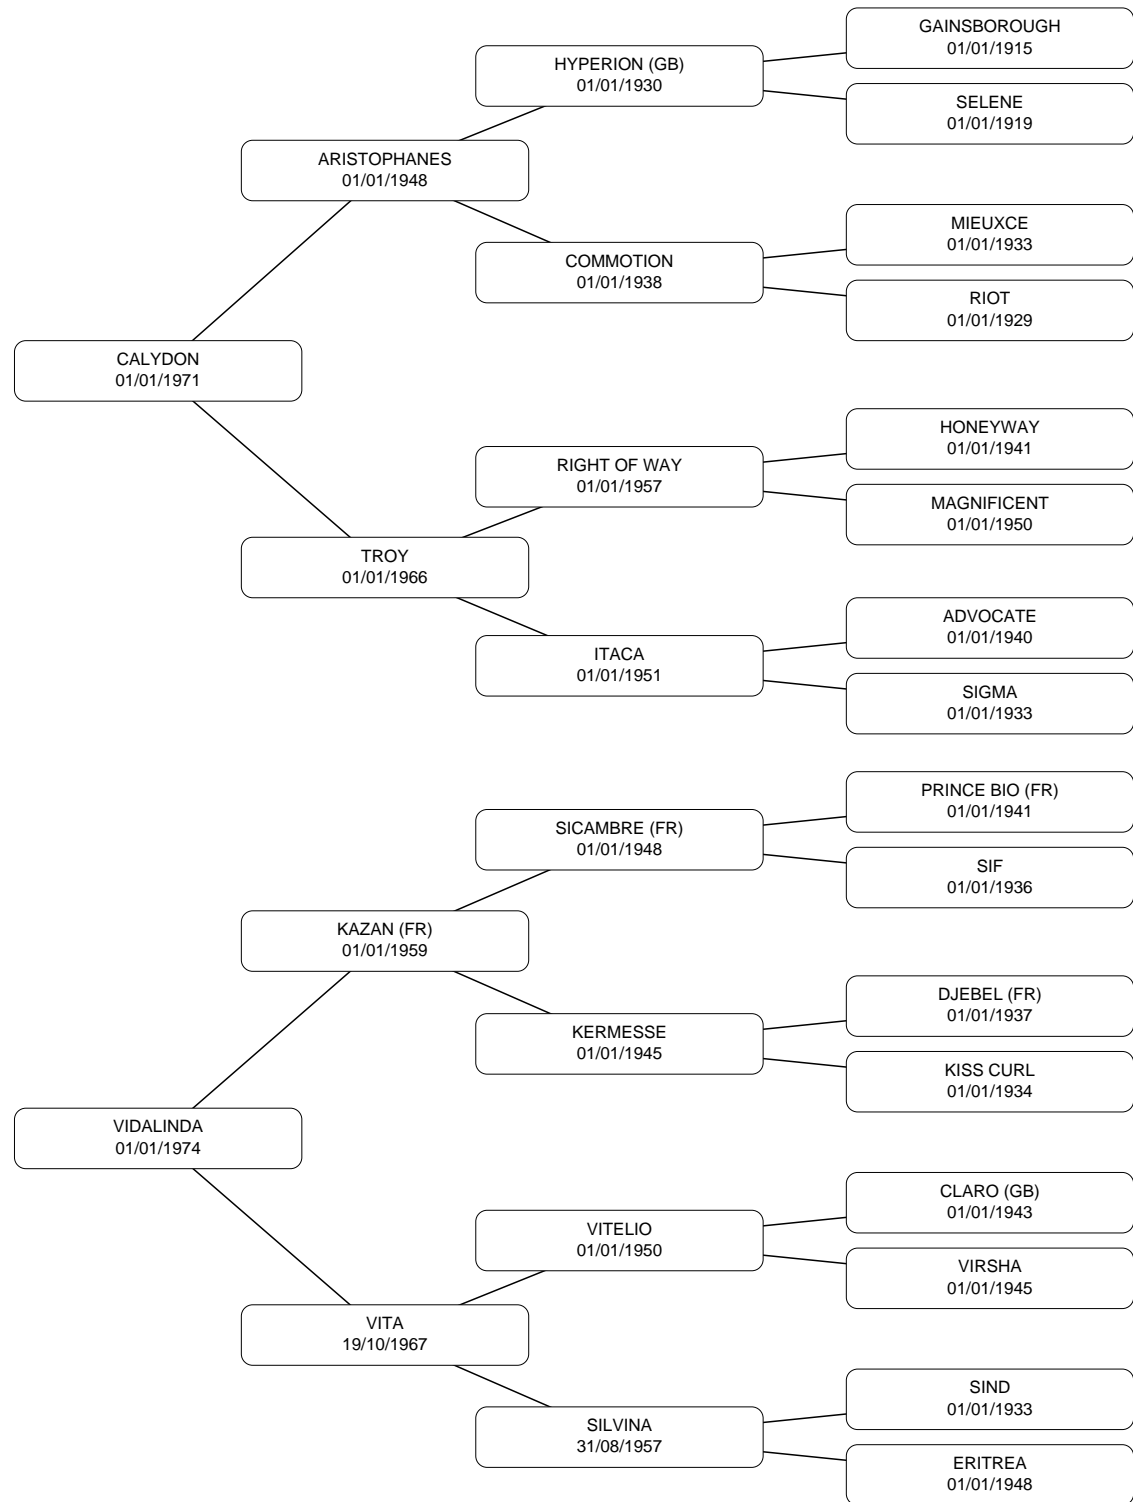 GAINSBOROUGH
01/01/1915
HYPERION (GB)
01/01/1930
SELENE
01/01/1919
ARISTOPHANES
01/01/1948
MIEUXCE
01/01/1933
COMMOTION
01/01/1938
RIOT
01/01/1929
CALYDON
01/01/1971
HONEYWAY
01/01/1941
RIGHT OF WAY
01/01/1957
MAGNIFICENT
01/01/1950
TROY
01/01/1966
ADVOCATE
01/01/1940
ITACA
01/01/1951
SIGMA
01/01/1933
PRINCE BIO (FR)
01/01/1941
SICAMBRE (FR)
01/01/1948
SIF
01/01/1936
KAZAN (FR)
01/01/1959
DJEBEL (FR)
01/01/1937
KERMESSE
01/01/1945
KISS CURL
01/01/1934
VIDALINDA
01/01/1974
CLARO (GB)
01/01/1943
VITELIO
01/01/1950
VIRSHA
01/01/1945
VITA
19/10/1967
SIND
01/01/1933
SILVINA
31/08/1957
ERITREA
01/01/1948